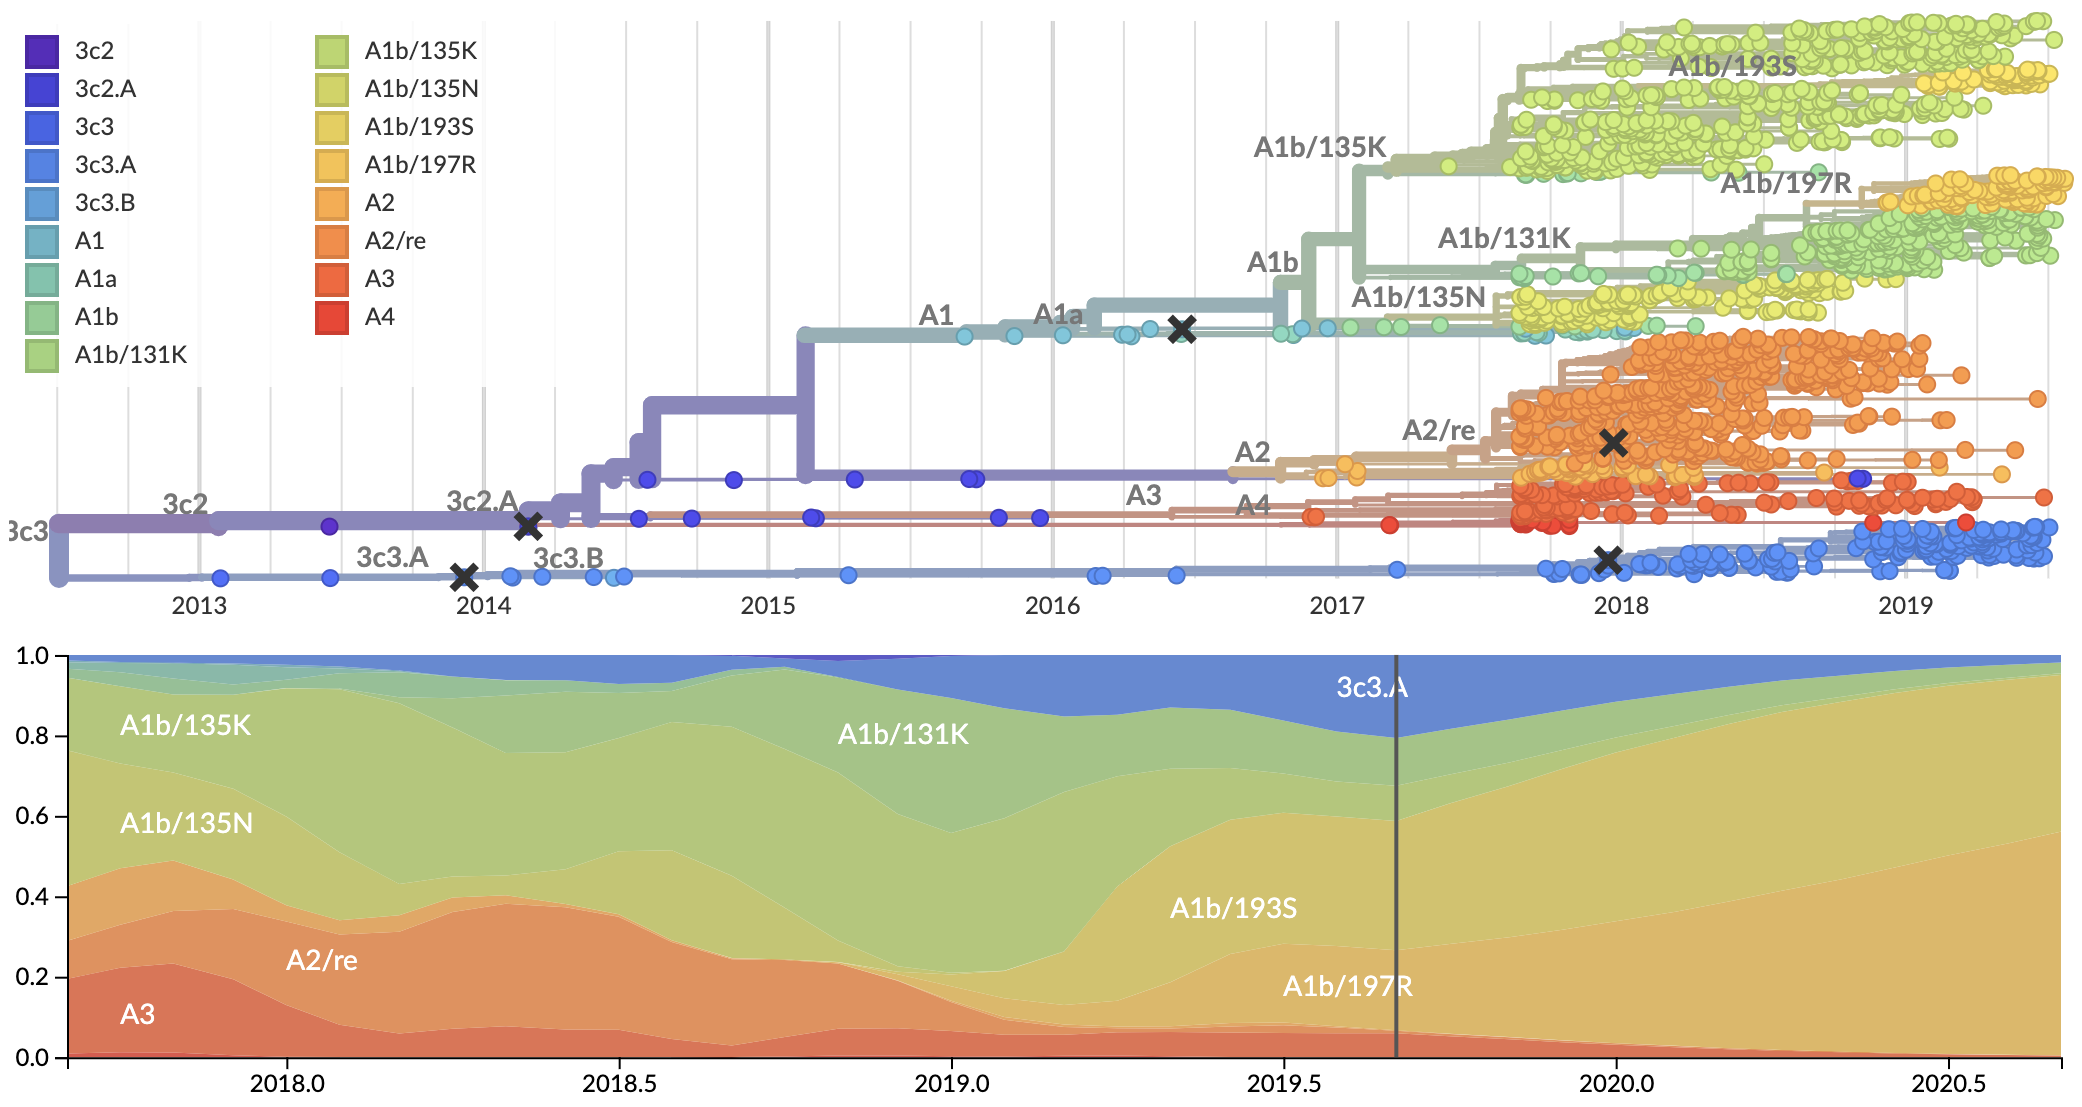 3c2
3c2.A
3c3
3c3.A
3c3.B
A1
A1a
A1b
A1b/131K
A1b/135K
A1b/135N
A1b/193S
A1b/197R
A2
A2/re
A3
A4
A1b/193S
A1b/135K
A1b/197R
A1b/131K
A1b
A1b/135N
A1 A1a
A2/re
A2
A3 A4
3c2 3c2.A
3c3
3c3.A 3c3.B
2013 2014 2015 2016 2017 2018 2019
1.0
0.8
0.6
0.4
0.2
0.0
3c3.A
A1b/135K
A1b/131K
A1b/135N
A1b/193S
A2/re
A1b/197R
A3
2018.0 2018.5 2019.0 2019.5 2020.0 2020.5